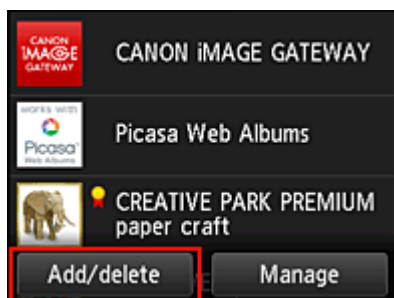 CANON
iMAGE
GATEWAY
CANON iMAGE GATEWAY
works with
Picasa
Web Albums
Picasa Web Albums
CREATIVE PARK PREMIUM
paper craft
Add/delete
Manage